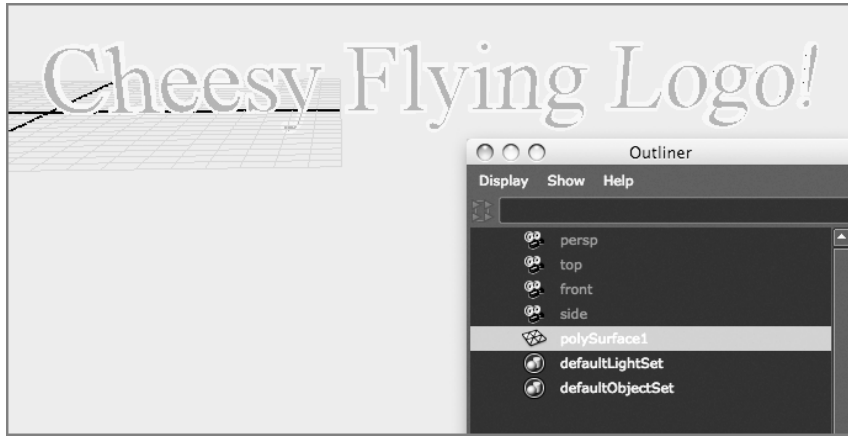 Cheesy Flying Logo!
Outliner
Display Show Help
persp
top
front
side
polySurface1
defaultLightSet
defaultObjectSet